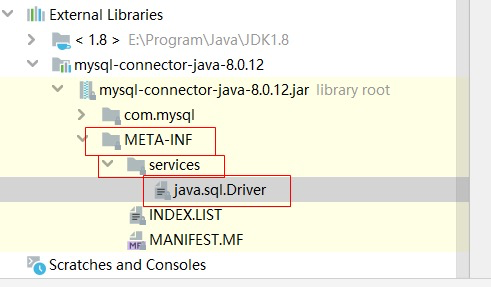 External Libraries
< 1.8 > E:\Program\Java\JDK1.8
mysql-connector-java-8.0.12
mysql-connector-java-8.0.12.jar library root
com.mysql
META-INF
services
java.sql.Driver
INDEX.LIST
MF MANIFEST.MF
Scratches and Consoles